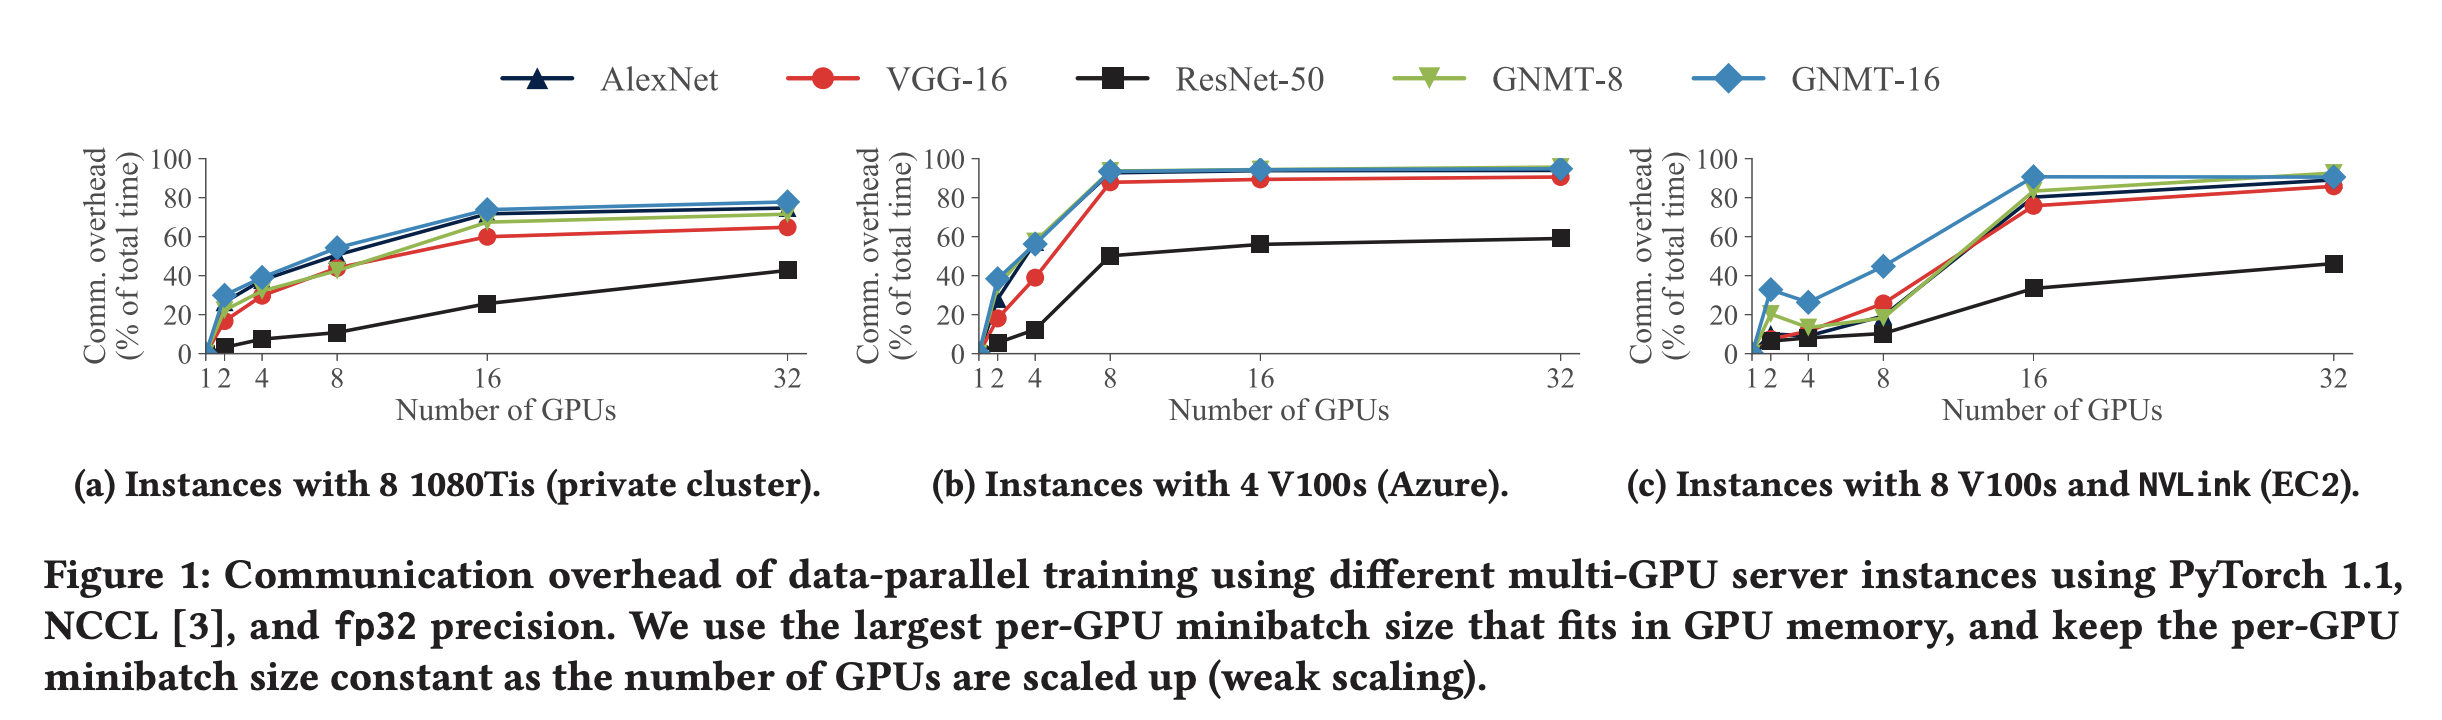 AlexNet VGG-16 ResNet-50 GNMT-8 GNMT-16
Comm. overhead
(% of total time)
100
80
60
40
20
0
1 2 4 8 16 32
Number of GPUs
(a) Instances with 8 1080Tis (private cluster).
Comm. overhead
(% of total time)
100
80
60
40
20
0
1 2 4 8 16 32
Number of GPUs
(b) Instances with 4 V100s (Azure).
Comm. overhead
(% of total time)
100
80
60
40
20
0
1 2 4 8 16 32
Number of GPUs
(c) Instances with 8 V100s and NVLink (EC2).
Figure 1: Communication overhead of data-parallel training using different multi-GPU server instances using PyTorch 1.1,
NCCL [3], and fp32 precision. We use the largest per-GPU minibatch size that fits in GPU memory, and keep the per-GPU
minibatch size constant as the number of GPUs are scaled up (weak scaling).